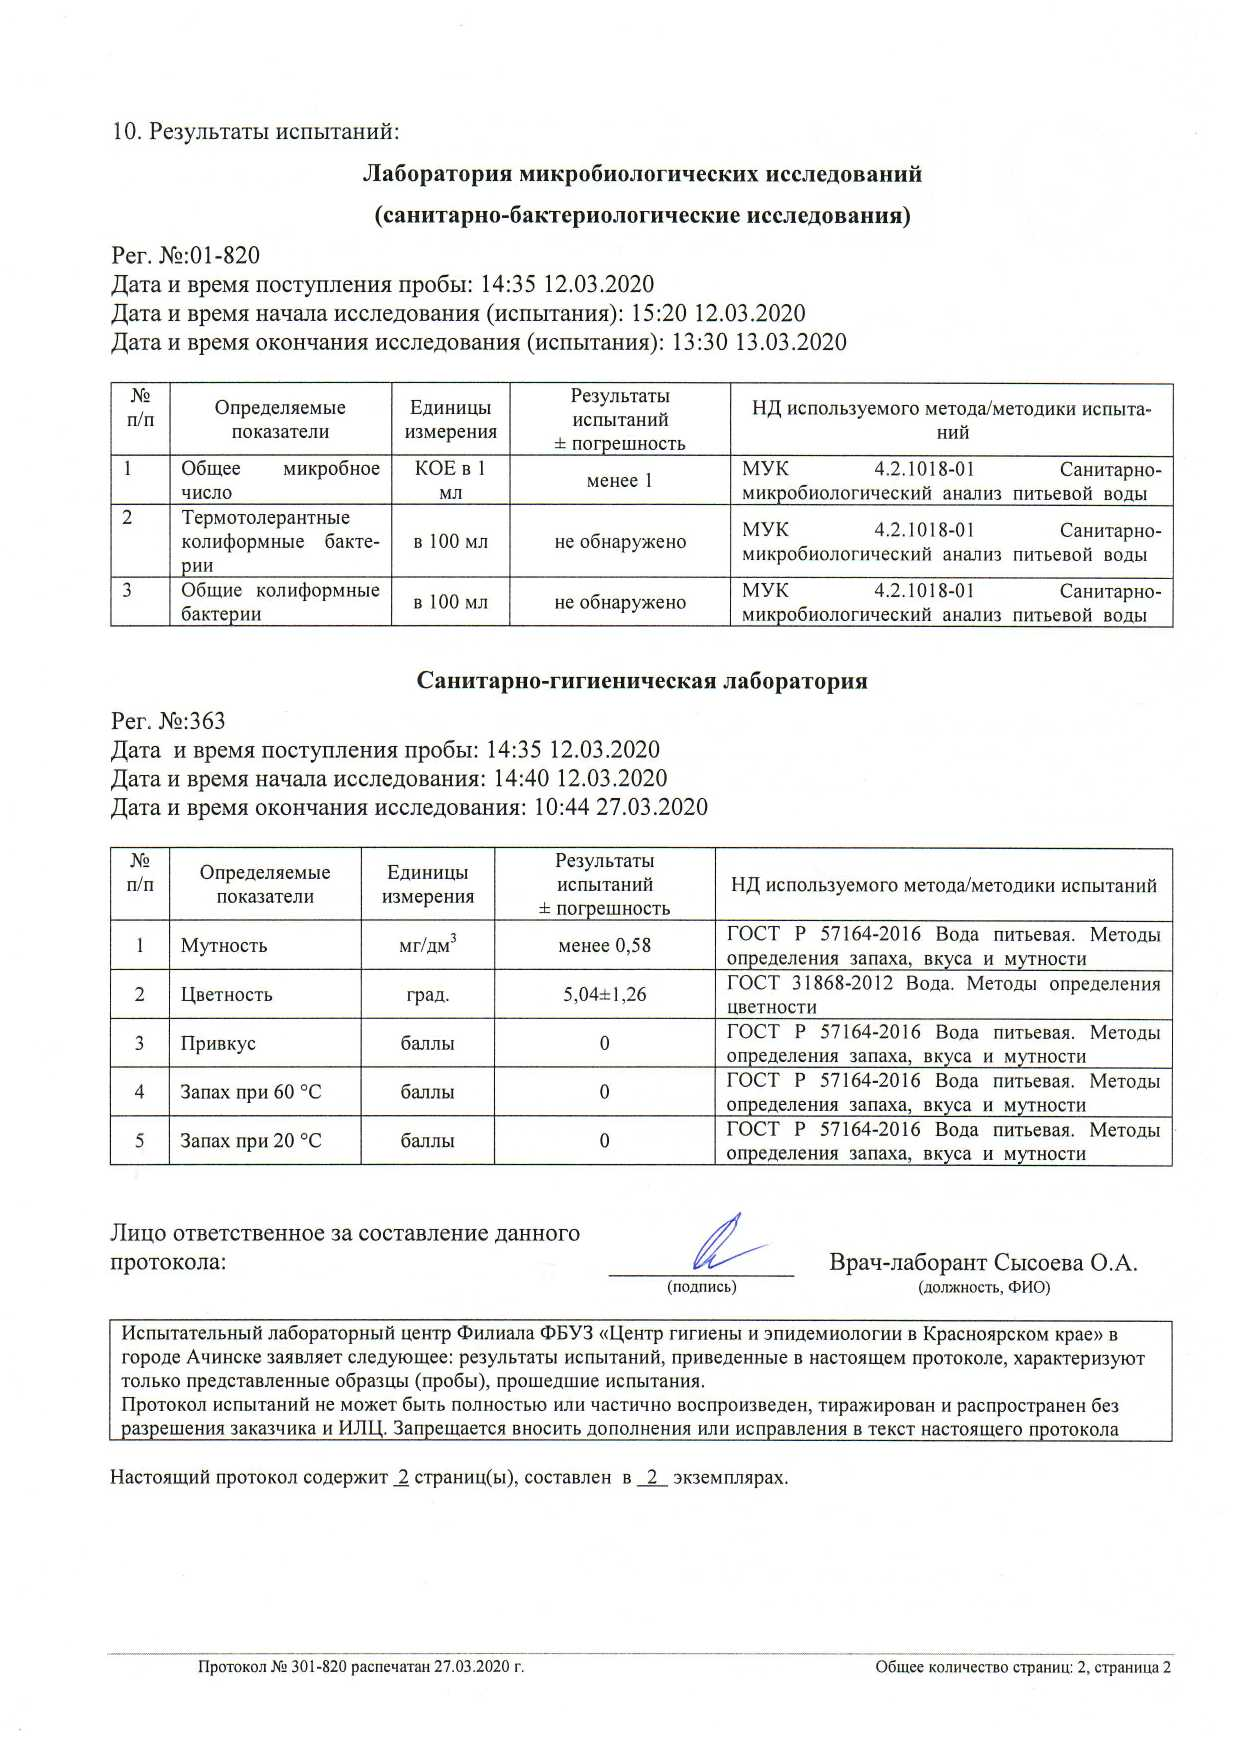 10. Результаты испытаний:
Лаборатория микробиологических исследований
(санитарно-бактериологические исследования)
Рег. №:01-820
Дата и время поступления пробы: 14:35 12.03.2020
Дата и время начала исследования (испытания): 15:20 12.03.2020
Дата и время окончания исследования (испытания): 13:30 13.03.2020
№ п/п Определяемые показатели Единицы измерения Результаты испытаний ± погрешность НД используемого метода/методики испыта-ний
1 Общее микробное число КОЕ в 1 мл менее 1 МУК 4.2.1018-01 Санитарно-микробиологический анализ питьевой воды
2 Термотолерантные колиформные бакте-рии в 100 мл не обнаружено МУК 4.2.1018-01 Санитарно-микробиологический анализ питьевой воды
3 Общие колиформные бактерии в 100 мл не обнаружено МУК 4.2.1018-01 Санитарно-микробиологический анализ питьевой воды
Санитарно-гигиеническая лаборатория
Рег. №:363
Дата и время поступления пробы: 14:35 12.03.2020
Дата и время начала исследования: 14:40 12.03.2020
Дата и время окончания исследования: 10:44 27.03.2020
№ п/п Определяемые показатели Единицы измерения Результаты испытаний ± погрешность НД используемого метода/методики испытаний
1 Мутность мг/дм³ менее 0,58 ГОСТ Р 57164-2016 Вода питьевая. Методы определения запаха, вкуса и мутности
2 Цветность град. 5,04±1,26 ГОСТ 31868-2012 Вода. Методы определения цветности
3 Привкус баллы 0 ГОСТ Р 57164-2016 Вода питьевая. Методы определения запаха, вкуса и мутности
4 Запах при 60 °С баллы 0 ГОСТ Р 57164-2016 Вода питьевая. Методы определения запаха, вкуса и мутности
5 Запах при 20 °С баллы 0 ГОСТ Р 57164-2016 Вода питьевая. Методы определения запаха, вкуса и мутности
Лицо ответственное за составление данного
протокола: Врач-лаборант Сысоева О.А.
(подпись) (должность, ФИО)
Испытательный лабораторный центр Филиала ФБУЗ «Центр гигиены и эпидемиологии в Красноярском крае» в
городе Ачинске заявляет следующее: результаты испытаний, приведенные в настоящем протоколе, характеризуют
только представленные образцы (пробы), прошедшие испытания.
Протокол испытаний не может быть полностью или частично воспроизведен, тиражирован и распространен без
разрешения заказчика и ИЛЦ. Запрещается вносить дополнения или исправления в текст настоящего протокола
Настоящий протокол содержит 2 страниц(ы), составлен в 2 экземплярах.
Протокол № 301-820 распечатан 27.03.2020 г. Общее количество страниц: 2, страница 2